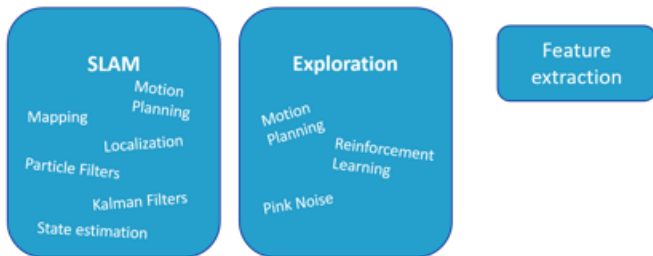 SLAM
Motion
Planning
Mapping
Localization
Particle Filters
Kalman Filters
State estimation
Exploration
Motion
Planning
Reinforcement
Learning
Pink Noise
Feature
extraction